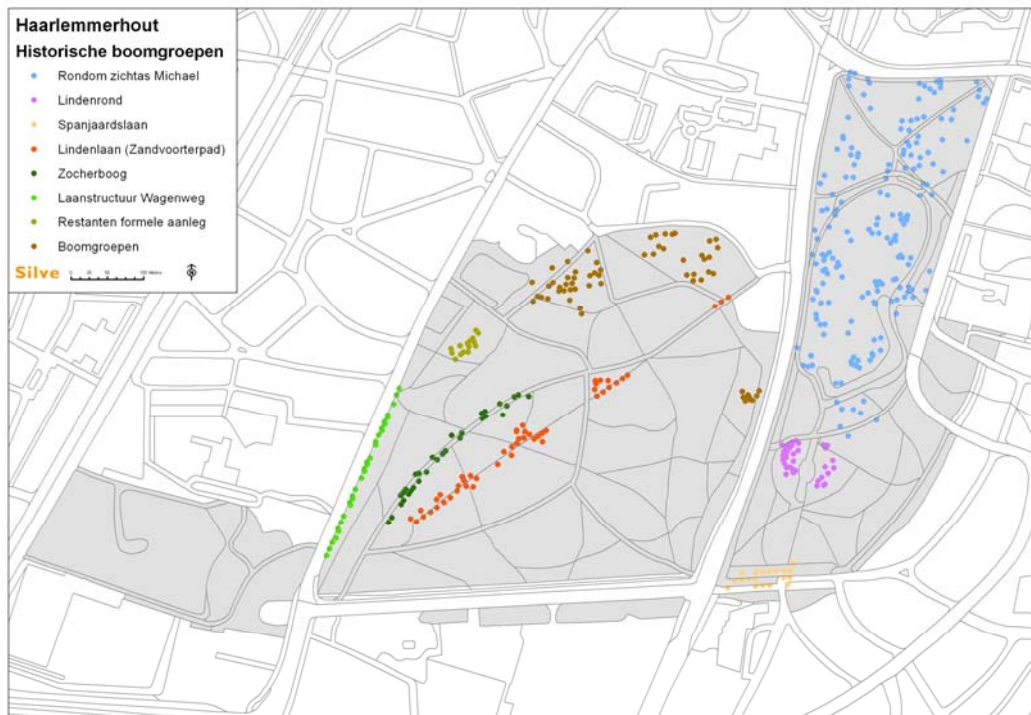 Haarlemmerhout
Historische boomgroepen
Rondom zichtas Michael
Lindenrond
Spanjaardslaan
Lindenlaan (Zandvoorterpad)
Zocherboog
Laanstructuur Wagenweg
Restanten formele aanleg
Boomgroepen
Silve